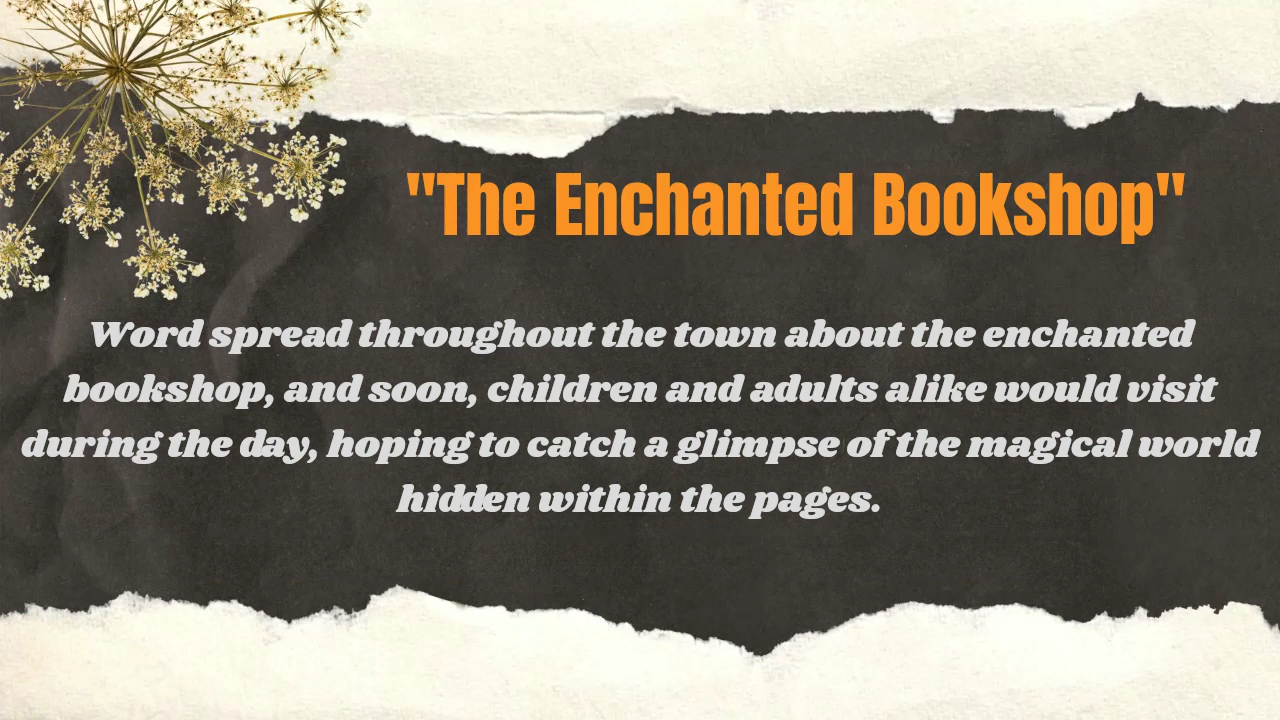 "The Enchanted Bookshop"
Word spread throughout the town about the enchanted
bookshop, and soon, children and adults alike would visit
during the day, hoping to catch a glimpse of the magical world
hidden within the pages.